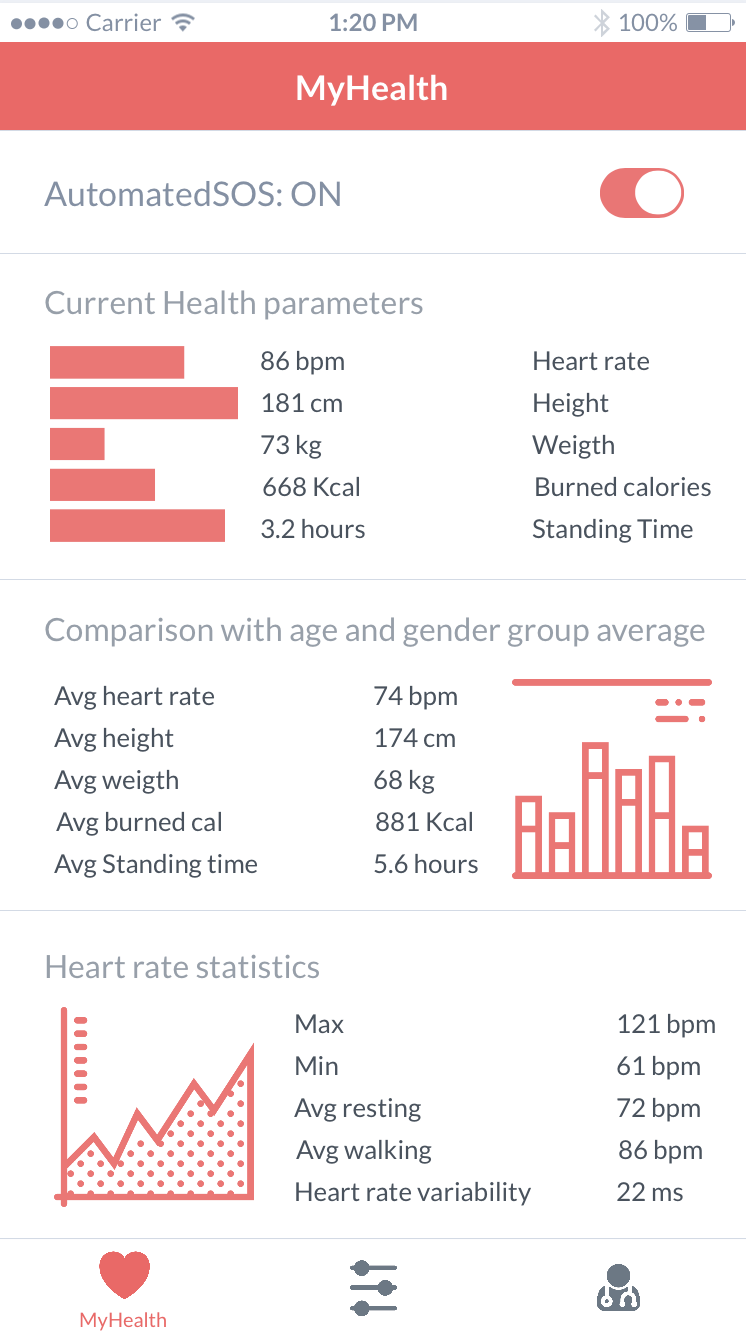 Carrier 1:20 PM 100%
MyHealth
AutomatedSOS: ON
Current Health parameters
86 bpm Heart rate
181 cm Height
73 kg Weigth
668 Kcal Burned calories
3.2 hours Standing Time
Comparison with age and gender group average
Avg heart rate 74 bpm
Avg height 174 cm
Avg weigth 68 kg
Avg burned cal 881 Kcal
Avg Standing time 5.6 hours
Heart rate statistics
Max 121 bpm
Min 61 bpm
Avg resting 72 bpm
Avg walking 86 bpm
Heart rate variability 22 ms
MyHealth